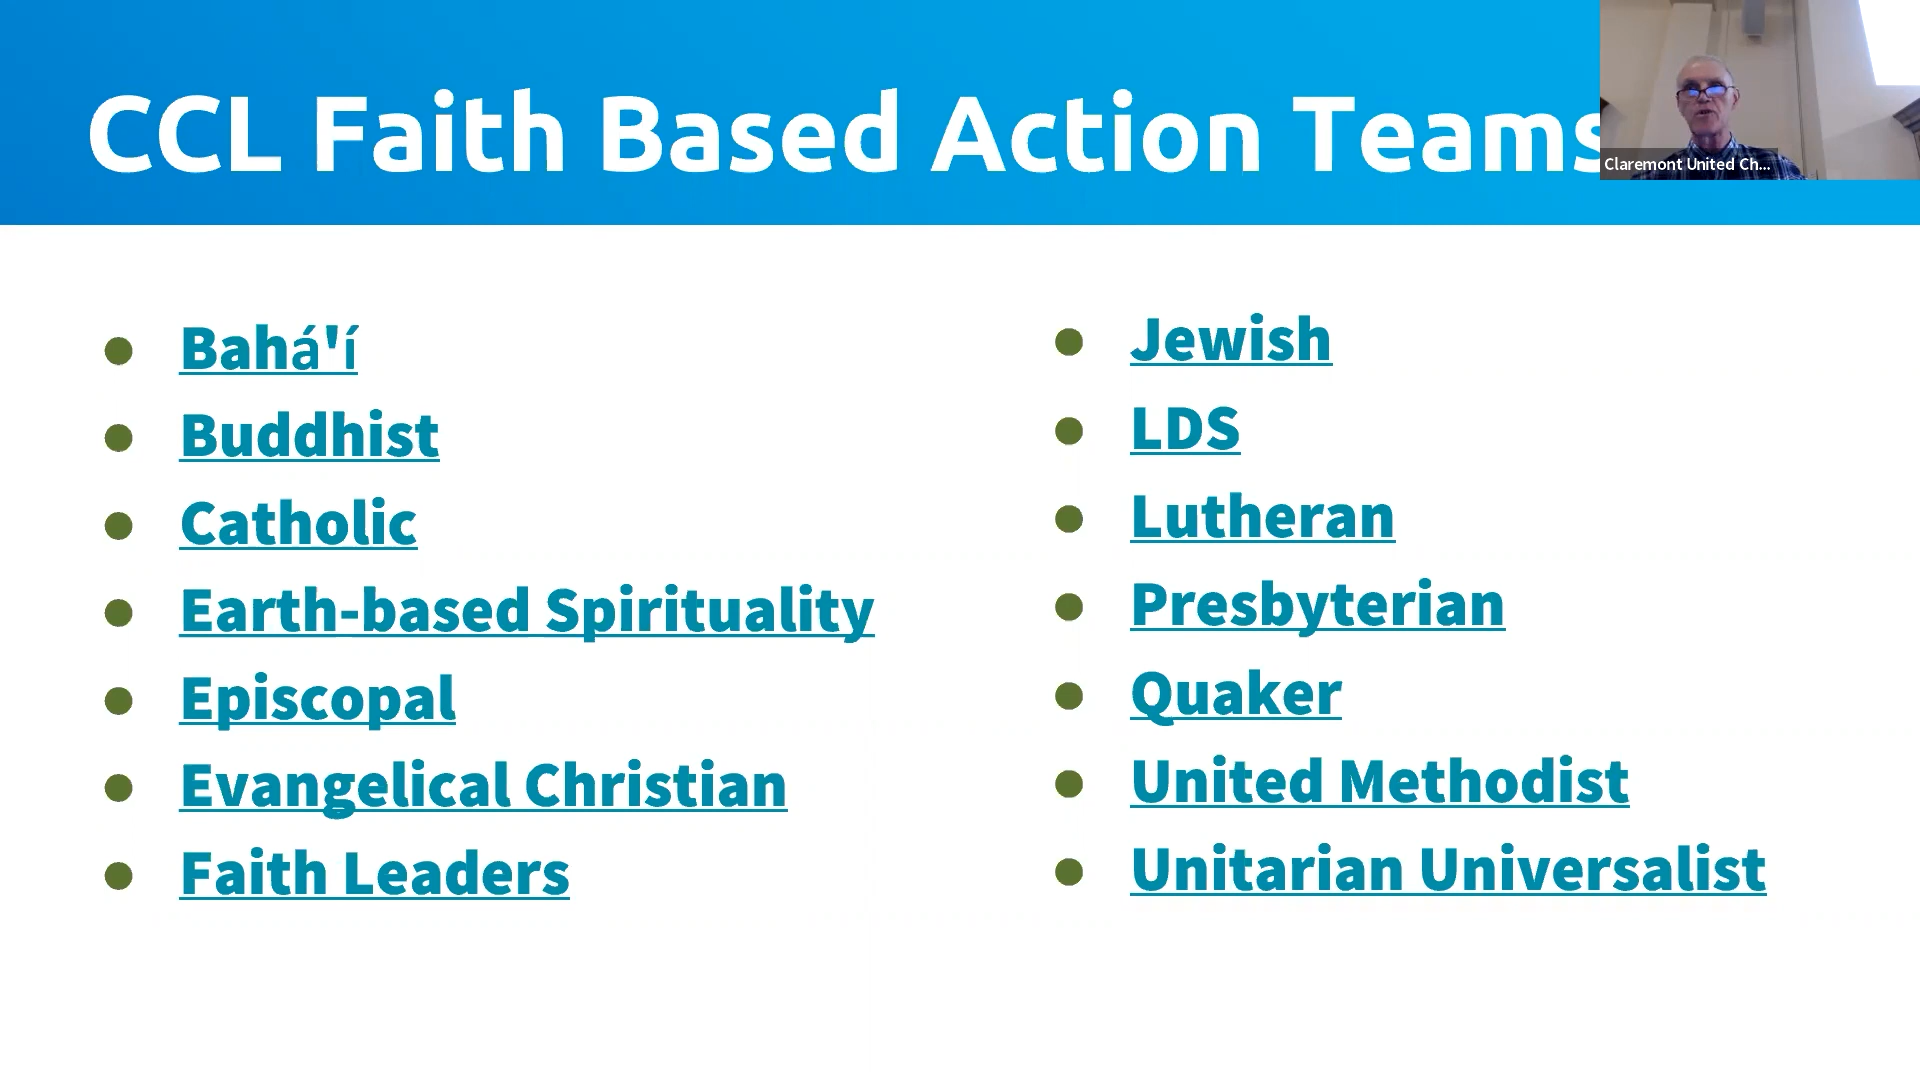 CCL Faith Based Action Teams
Claremont United Ch...
Bahá'í
Buddhist
Catholic
Earth-based Spirituality
Episcopal
Evangelical Christian
Faith Leaders
Jewish
LDS
Lutheran
Presbyterian
Quaker
United Methodist
Unitarian Universalist